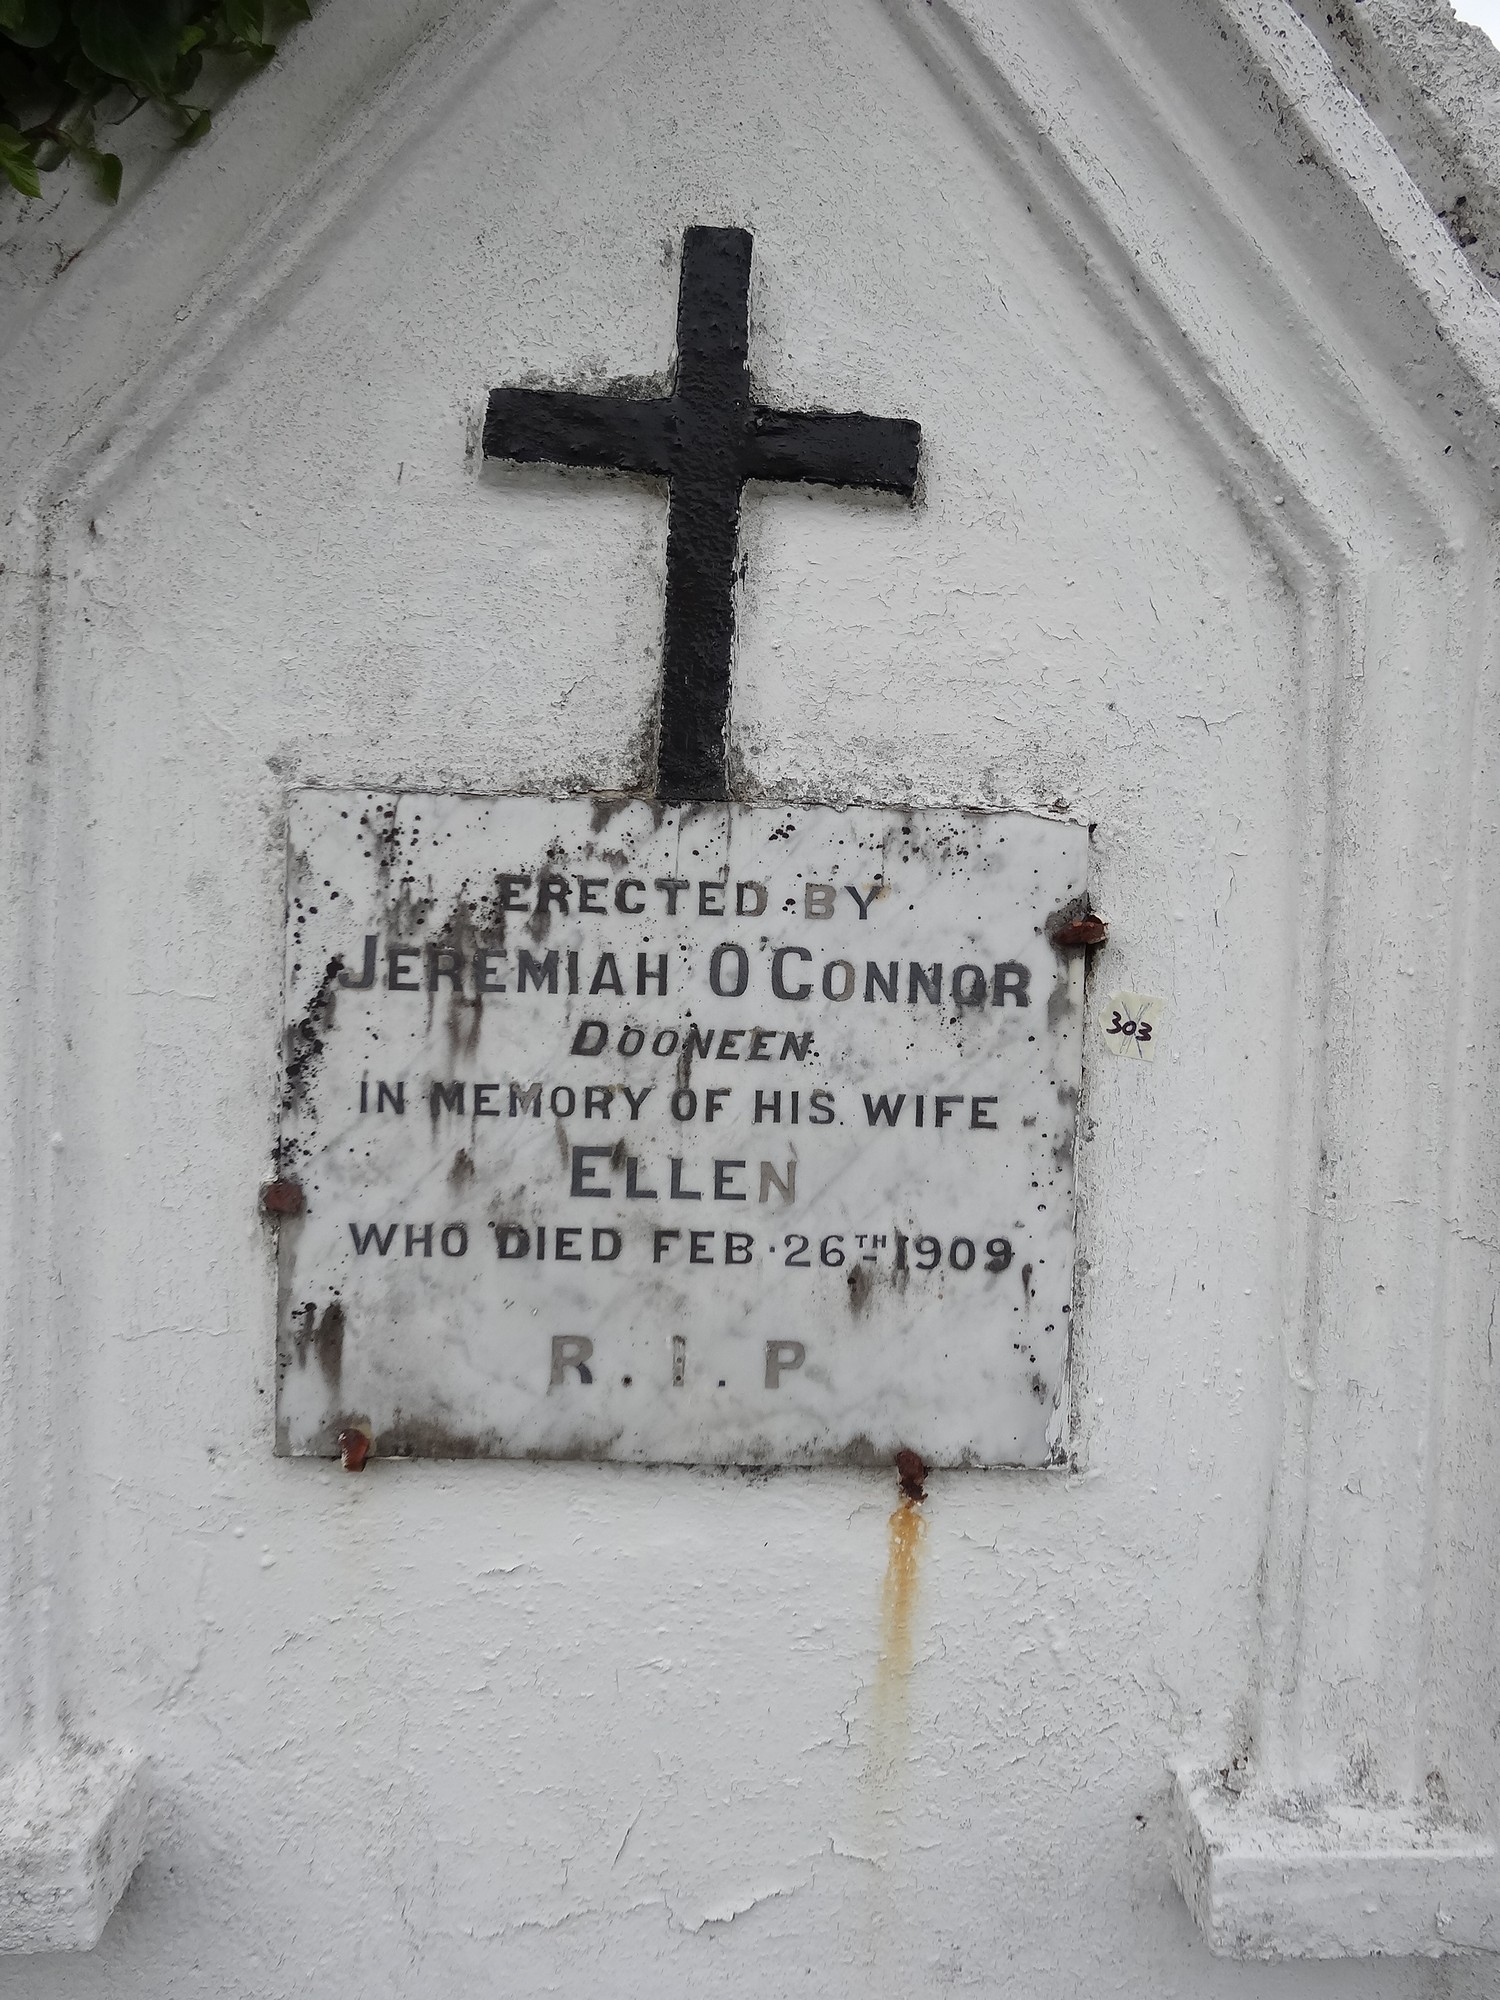 ERECTED BY
JEREMIAH O'CONNOR
DOONEEN
IN MEMORY OF HIS WIFE
ELLEN
WHO DIED FEB. 26TH 1909,
R. I. P
303